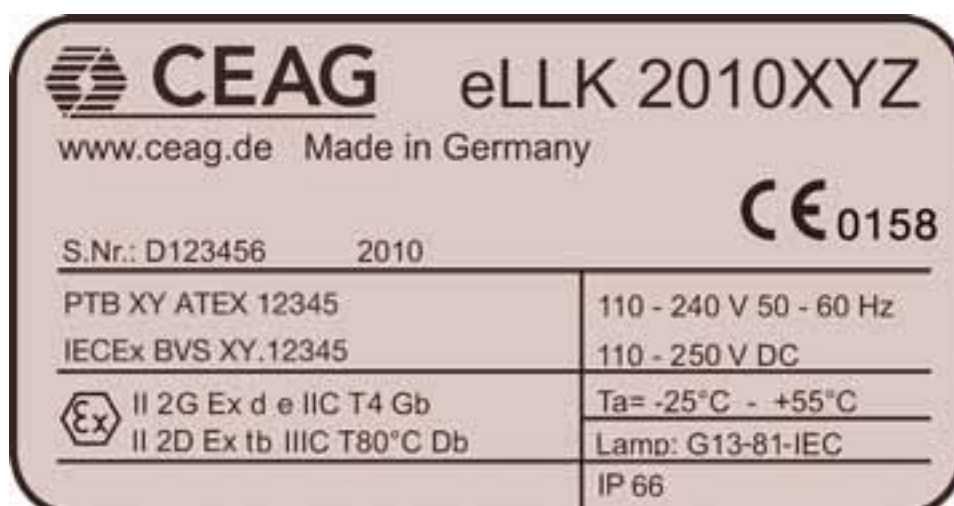 CEAG eLLK 2010XYZ
www.ceag.de Made in Germany
CE 0158
S.Nr.: D123456 2010
PTB XY ATEX 12345
IECEx BVS XY.12345
110 - 240 V 50 - 60 Hz
110 - 250 V DC
Ex II 2G Ex d e IIC T4 Gb
II 2D Ex tb IIIC T80°C Db
Ta= -25°C - +55°C
Lamp: G13-81-IEC
IP 66